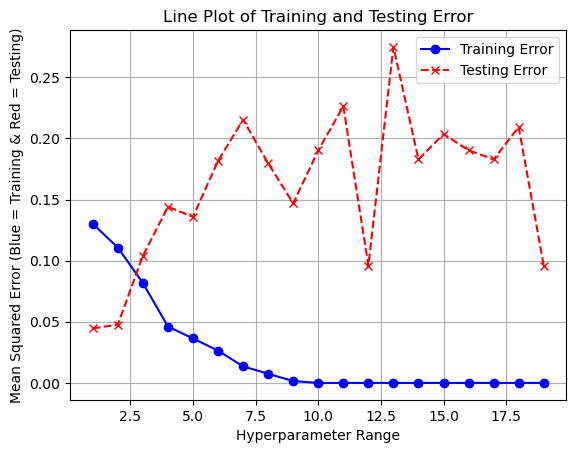 Line Plot of Training and Testing Error
Mean Squared Error (Blue = Training & Red = Testing)
0.25
0.20
0.15
0.10
0.05
0.00
Training Error
Testing Error
2.5 5.0 7.5 10.0 12.5 15.0 17.5
Hyperparameter Range